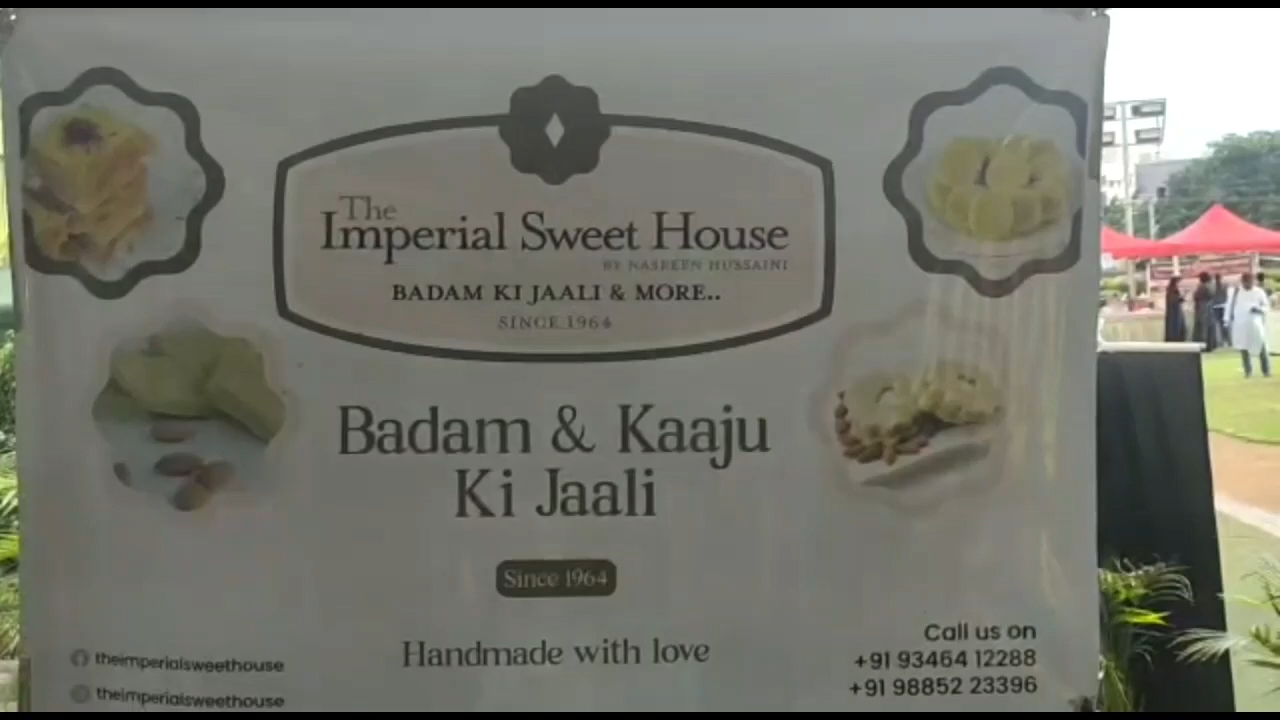 The
Imperial Sweet House
BY NASREEN HUSSAINI
BADAM KI JAALI & MORE..
SINCE 1964
Badam & Kaaju
Ki Jaali
Since 1964
Handmade with love
theimperialsweethouse
theimperialsweethouse
Call us on
+91 93464 12288
+91 98852 23396